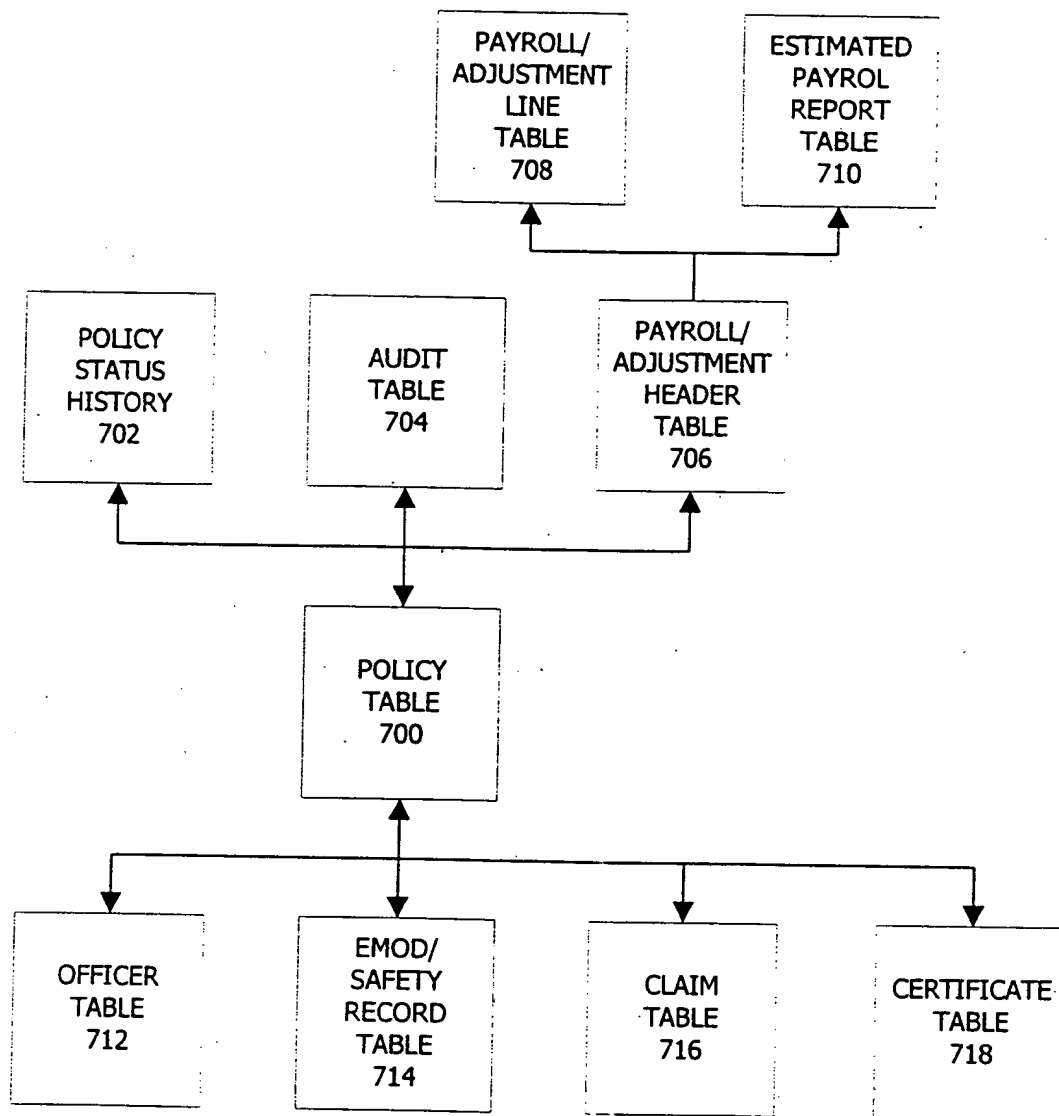 PAYROLL/
ADJUSTMENT
LINE
TABLE
708
ESTIMATED
PAYROL
REPORT
TABLE
710
POLICY
STATUS
HISTORY
702
AUDIT
TABLE
704
PAYROLL/
ADJUSTMENT
HEADER
TABLE
706
POLICY
TABLE
700
OFFICER
TABLE
712
EMOD/
SAFETY
RECORD
TABLE
714
CLAIM
TABLE
716
CERTIFICATE
TABLE
718